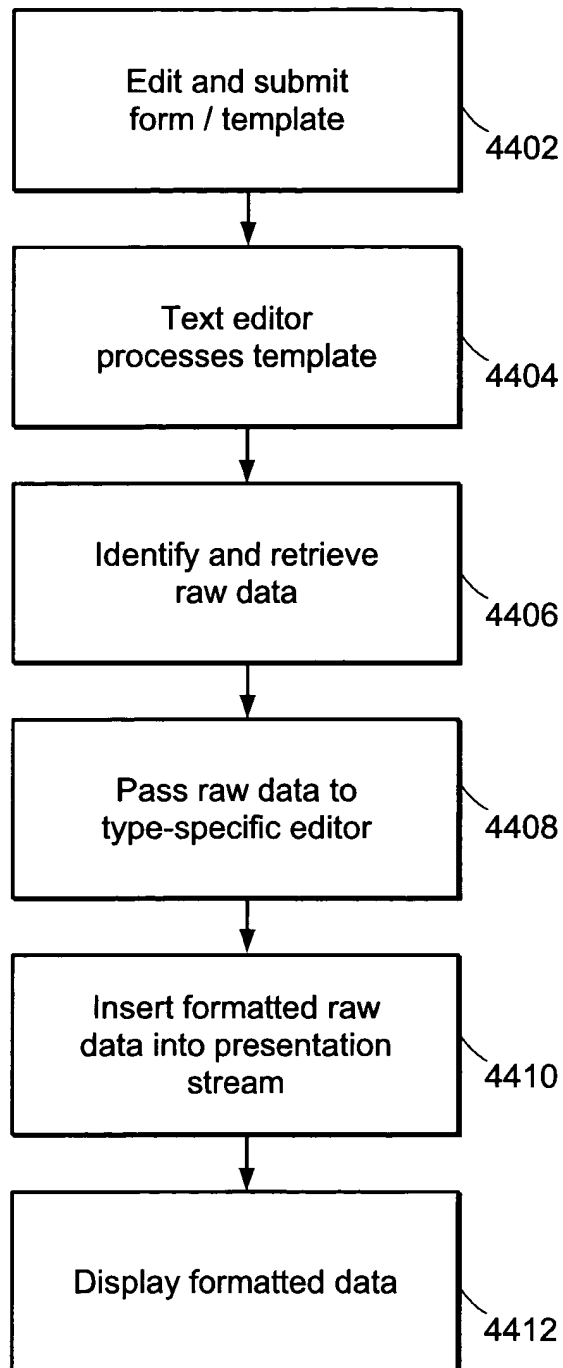 Edit and submit
form / template
4402
Text editor
processes template
4404
Identify and retrieve
raw data
4406
Pass raw data to
type-specific editor
4408
Insert formatted raw
data into presentation
stream
4410
Display formatted data
4412